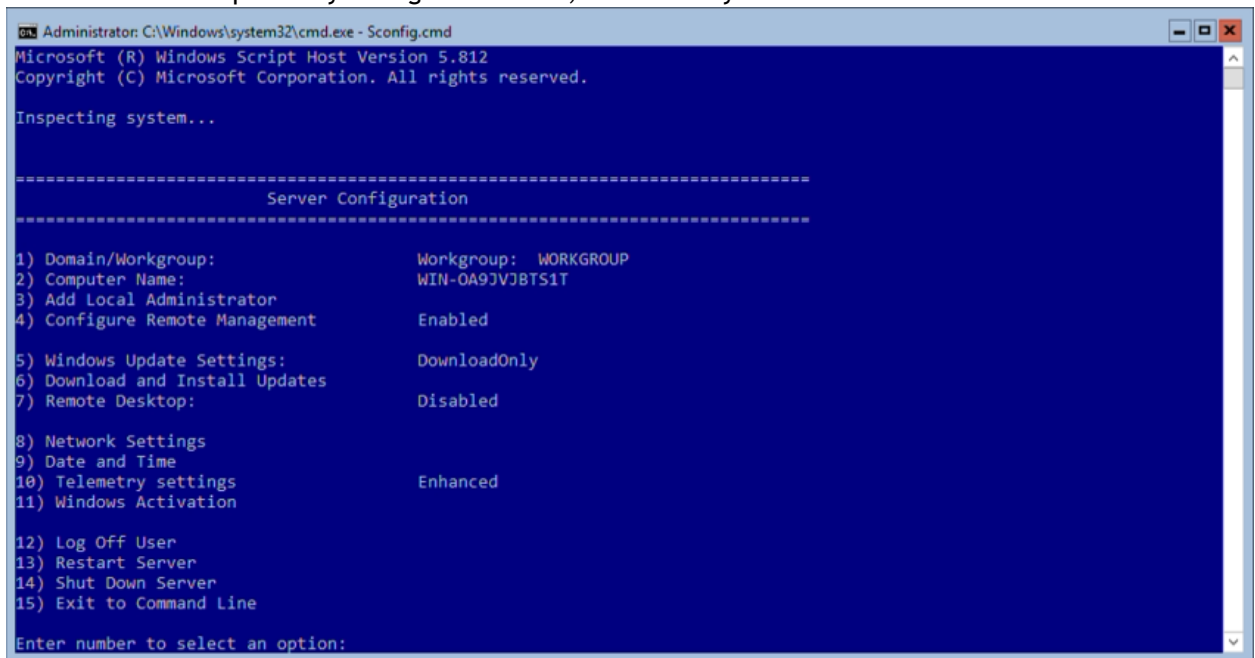 Administrator: C:\Windows\system32\cmd.exe - Sconfig.cmd
Microsoft (R) Windows Script Host Version 5.812
Copyright (C) Microsoft Corporation. All rights reserved.
Inspecting system...
===============================================================================
Server Configuration
===============================================================================
1) Domain/Workgroup: Workgroup: WORKGROUP
2) Computer Name: WIN-OA9JVJBTS1T
3) Add Local Administrator
4) Configure Remote Management Enabled
5) Windows Update Settings: DownloadOnly
6) Download and Install Updates
7) Remote Desktop: Disabled
8) Network Settings
9) Date and Time
10) Telemetry settings Enhanced
11) Windows Activation
12) Log Off User
13) Restart Server
14) Shut Down Server
15) Exit to Command Line
Enter number to select an option: